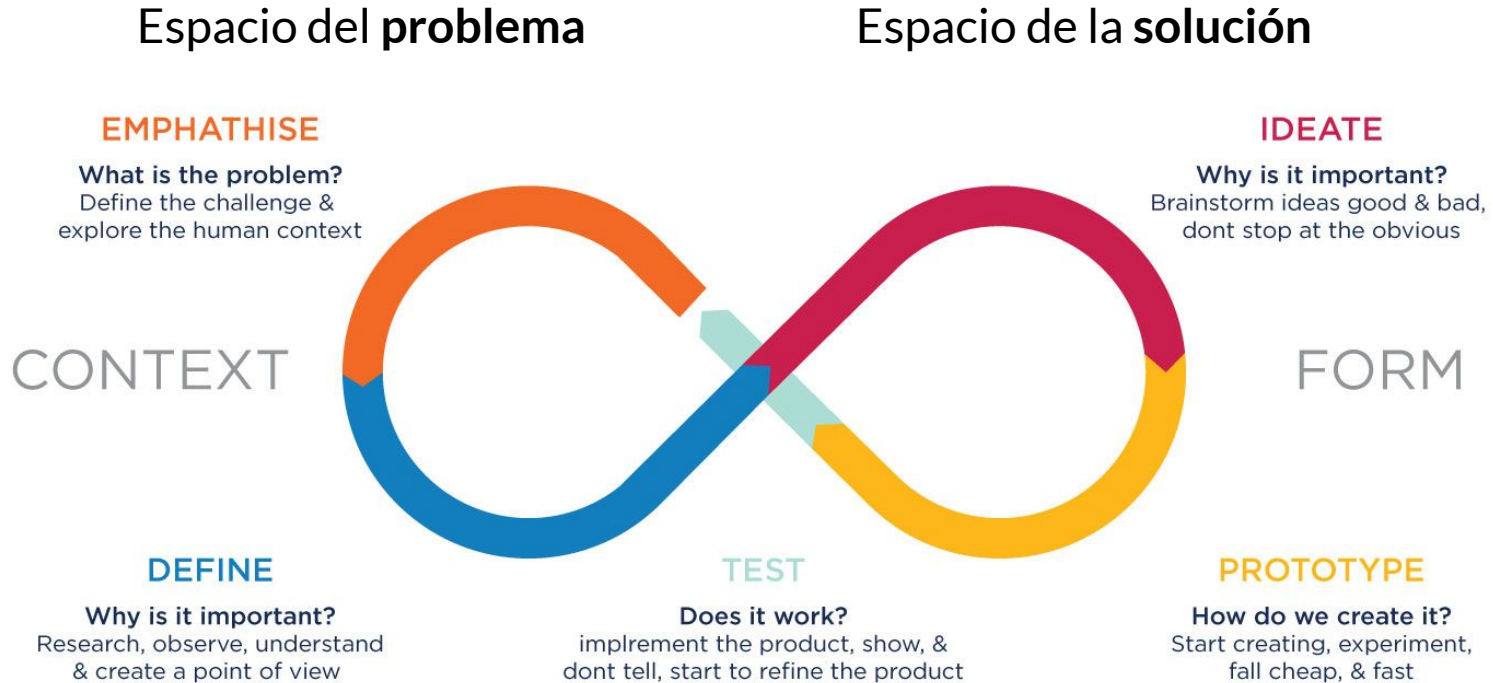 Espacio del problema
Espacio de la solución
EMPHATHISE
What is the problem?
Define the challenge &
explore the human context
IDEATE
Why is it important?
Brainstorm ideas good & bad,
dont stop at the obvious
CONTEXT
FORM
DEFINE
Why is it important?
Research, observe, understand
& create a point of view
TEST
Does it work?
implrement the product, show, &
dont tell, start to refine the product
PROTOTYPE
How do we create it?
Start creating, experiment,
fall cheap, & fast